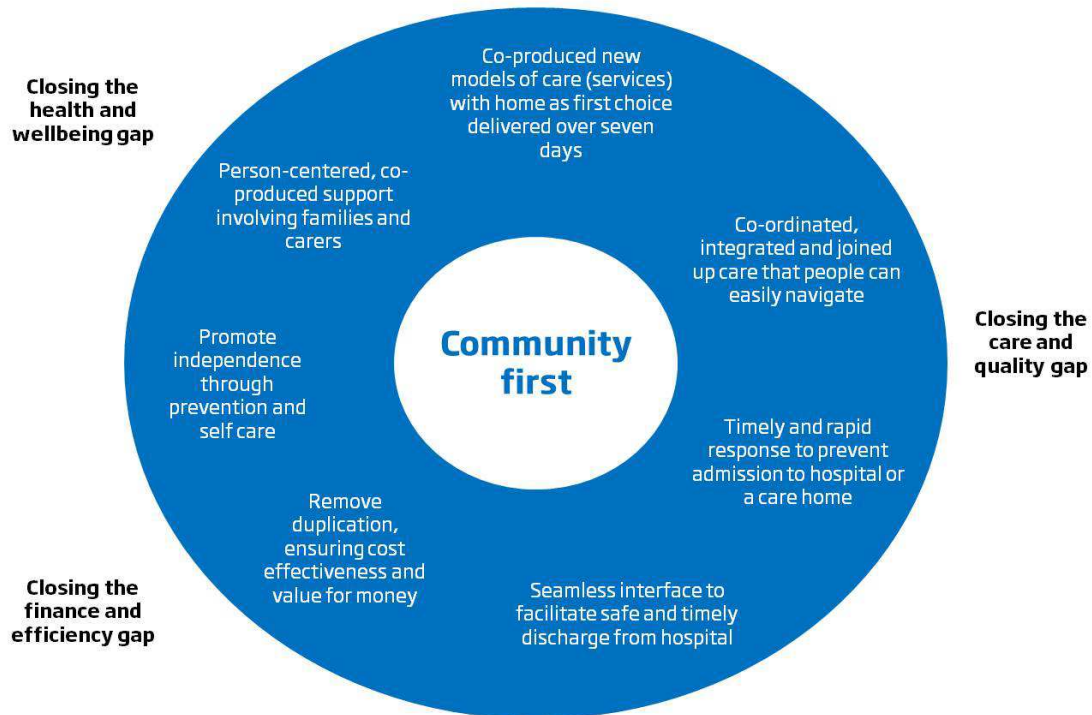 Closing the
health and
wellbeing gap
Co-produced new
models of care (services)
with home as first choice
delivered over seven
days
Person-centered, co-
produced support
involving families and
carers
Co-ordinated,
integrated and joined
up care that people can
easily navigate
Community
first
Closing the
care and
quality gap
Promote
independence
through
prevention and
self care
Timely and rapid
response to prevent
admission to hospital or
a care home
Remove
duplication,
ensuring cost
effectiveness and
value for money
Closing the
finance and
efficiency gap
Seamless interface to
facilitate safe and timely
discharge from hospital